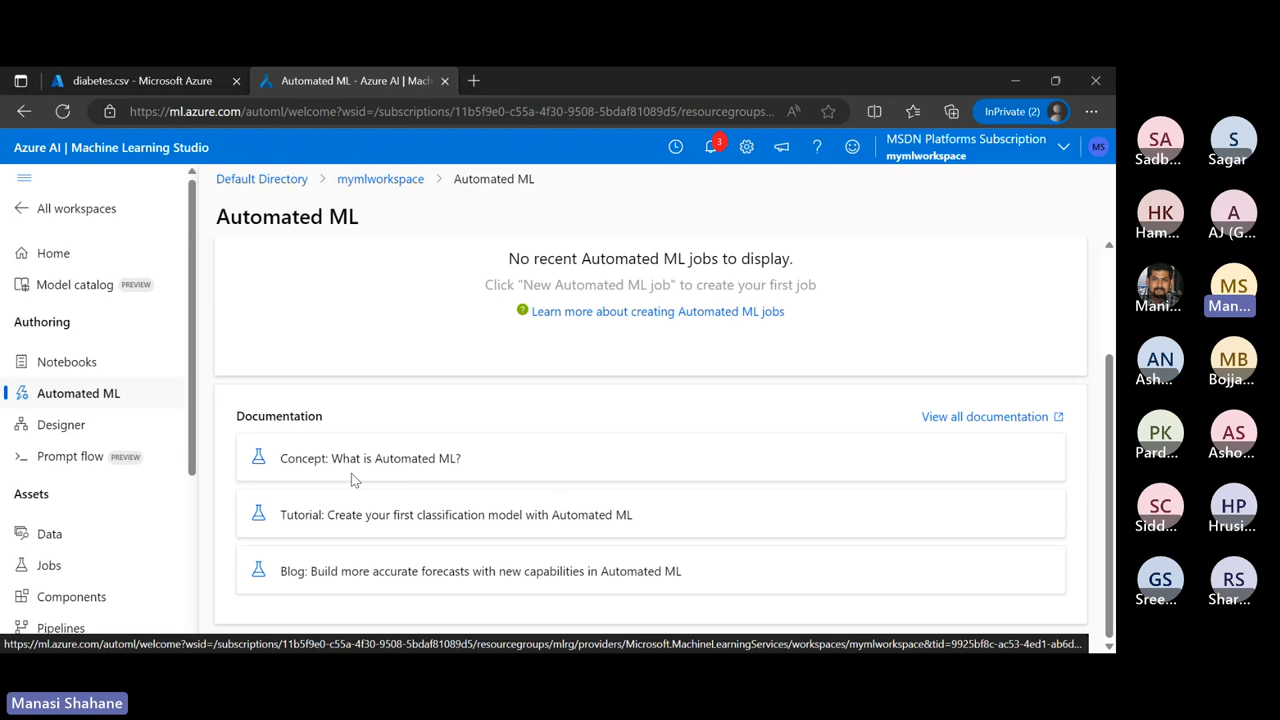 diabetes.csv - Microsoft Azure
Automated ML - Azure AI | Mach
https://ml.azure.com/automl/welcome?wsid=/subscriptions/11b5f9e0-c55a-4f30-9508-5bdaf81089d5/resourcegroups...
InPrivate (2)
Azure AI | Machine Learning Studio
3
MSDN Platforms Subscription
mymlworkspace
MS
All workspaces
Home
Model catalog PREVIEW
Authoring
Notebooks
Automated ML
Designer
Prompt flow PREVIEW
Assets
Data
Jobs
Components
Pipelines
Default Directory > mymlworkspace > Automated ML
Automated ML
No recent Automated ML jobs to display.
Click "New Automated ML job" to create your first job
Learn more about creating Automated ML jobs
Documentation
View all documentation
Concept: What is Automated ML?
Tutorial: Create your first classification model with Automated ML
Blog: Build more accurate forecasts with new capabilities in Automated ML
https://ml.azure.com/automl/welcome?wsid=/subscriptions/11b5f9e0-c55a-4f30-9508-5bdaf81089d5/resourcegroups/mlrg/providers/Microsoft.MachineLearningServices/workspaces/mymlworkspace&tid=9925bf8c-ac53-4ed1-ab6d...
SA
Sadb...
S
Sagar
HK
Ham...
A
AJ (G...
Mani...
MS
Man...
AN
Ash...
MB
Bojja...
PK
Pard...
AS
Asho...
SC
Sidd...
HP
Hrusi...
GS
Sree...
RS
Shar...
Manasi Shahane